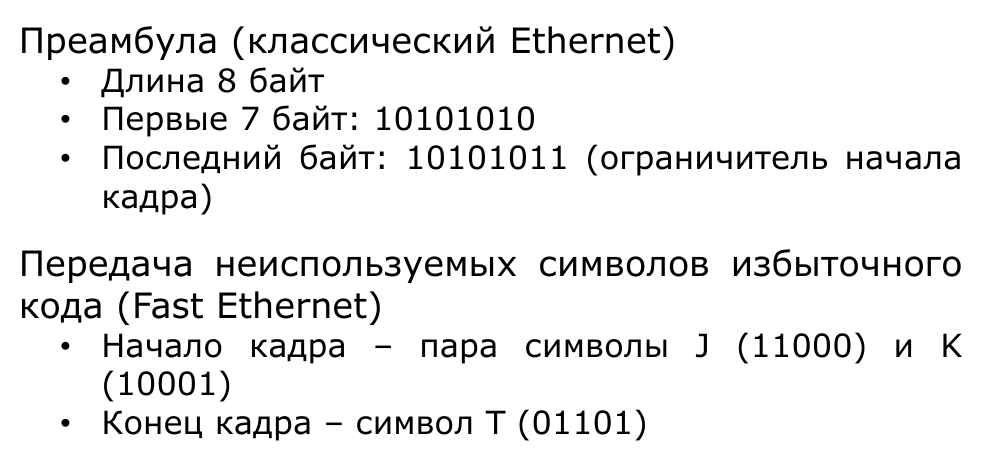 Преамбула (классический Ethernet)
• Длина 8 байт
• Первые 7 байт: 10101010
• Последний байт: 10101011 (ограничитель начала
кадра)
Передача неиспользуемых символов избыточного
кода (Fast Ethernet)
• Начало кадра – пара символы J (11000) и K
(10001)
• Конец кадра – символ T (01101)